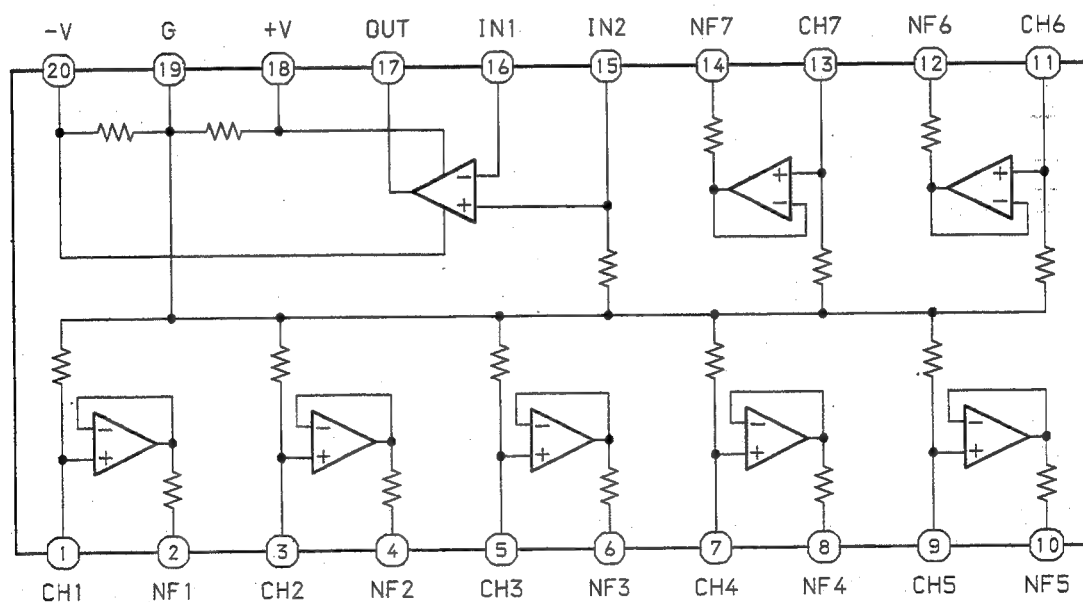 -V G +V OUT IN1 IN2 NF7 CH7 NF6 CH6
20 19 18 17 16 15 14 13 12 11
- +
+ -
+ -
- +
- +
- +
- +
- +
1 2 3 4 5 6 7 8 9 10
CH1 NF1 CH2 NF2 CH3 NF3 CH4 NF4 CH5 NF5